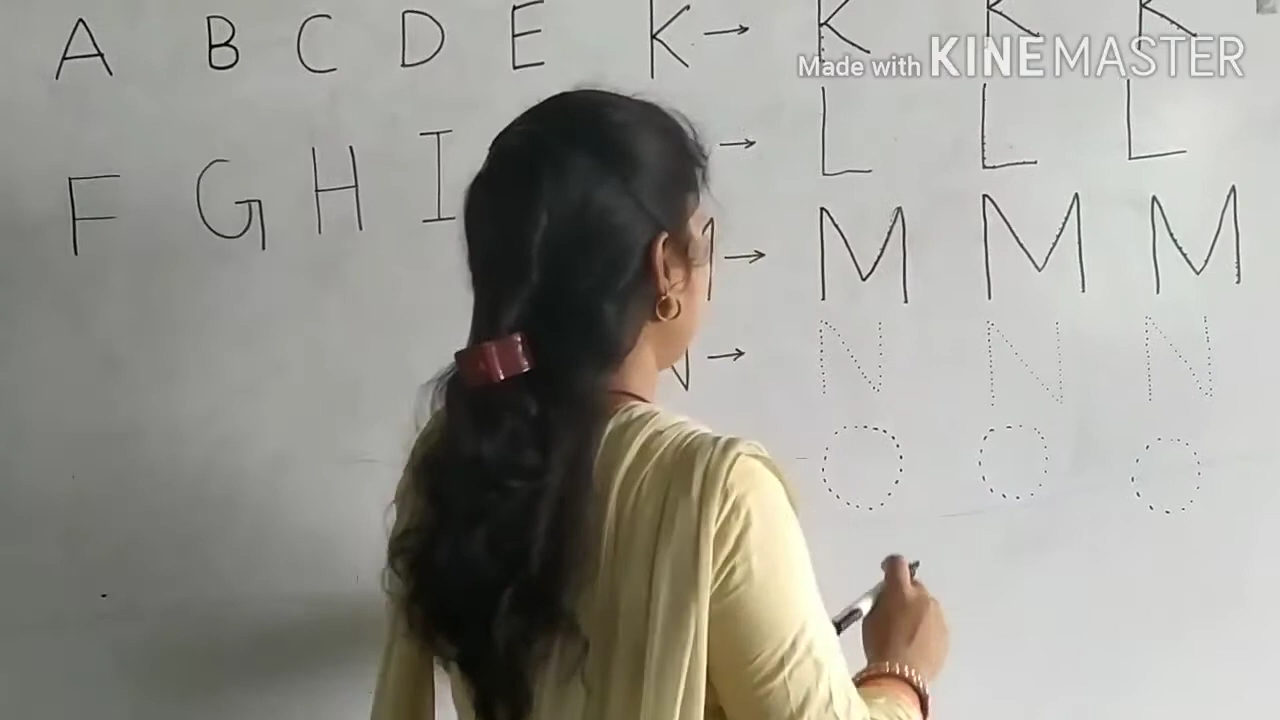 A B C D E K → K K K
Made with KINEMASTER
→ L L L
F G H I → M M M
N → N N N
O O O